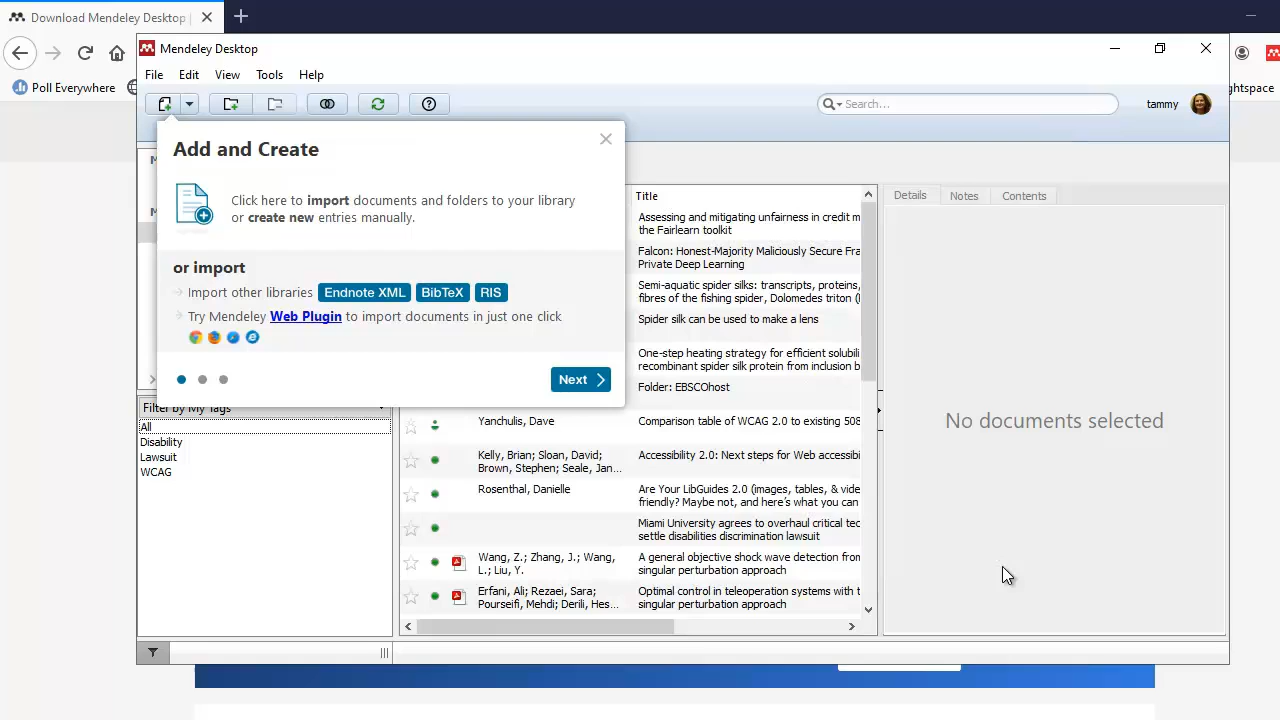 Download Mendeley Desktop
Poll Everywhere
ghtspace
Mendeley Desktop
File Edit View Tools Help
Search...
tammy
Add and Create
Click here to import documents and folders to your library
or create new entries manually.
or import
Import other libraries Endnote XML BibTeX RIS
Try Mendeley Web Plugin to import documents in just one click
Next
M
M
Filter by My Tags
All
Disability
Lawsuit
WCAG
Title
Assessing and mitigating unfairness in credit m
the Fairlearn toolkit
Falcon: Honest-Majority Maliciously Secure Fra
Private Deep Learning
Semi-aquatic spider silks: transcripts, proteins,
fibres of the fishing spider, Dolomedes triton (
Spider silk can be used to make a lens
One-step heating strategy for efficient solubili
recombinant spider silk protein from inclusion b
Folder: EBSCOhost
Yanchulis, Dave
Comparison table of WCAG 2.0 to existing 508
Kelly, Brian; Sloan, David;
Brown, Stephen; Seale, Jan...
Accessibility 2.0: Next steps for Web accessibi
Rosenthal, Danielle
Are Your LibGuides 2.0 (images, tables, & vide
friendly? Maybe not, and here's what you can
Miami University agrees to overhaul critical tec
settle disabilities discrimination lawsuit
Wang, Z.; Zhang, J.; Wang,
L.; Liu, Y.
A general objective shock wave detection from
singular perturbation approach
Erfani, Ali; Rezaei, Sara;
Pourseifi, Mehdi; Derili, Hes...
Optimal control in teleoperation systems with t
singular perturbation approach
Details Notes Contents
No documents selected